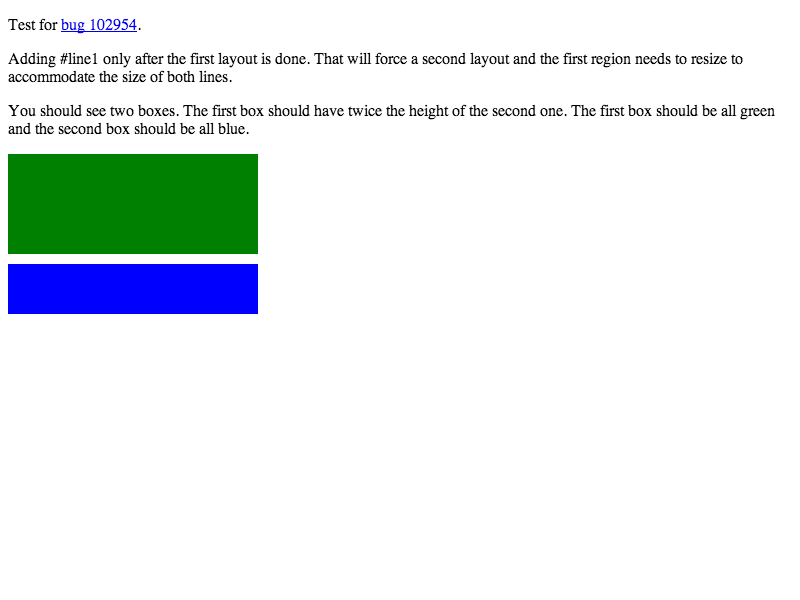 Test for bug 102954.
Adding #line1 only after the first layout is done. That will force a second layout and the first region needs to resize to
accommodate the size of both lines.
You should see two boxes. The first box should have twice the height of the second one. The first box should be all green
and the second box should be all blue.